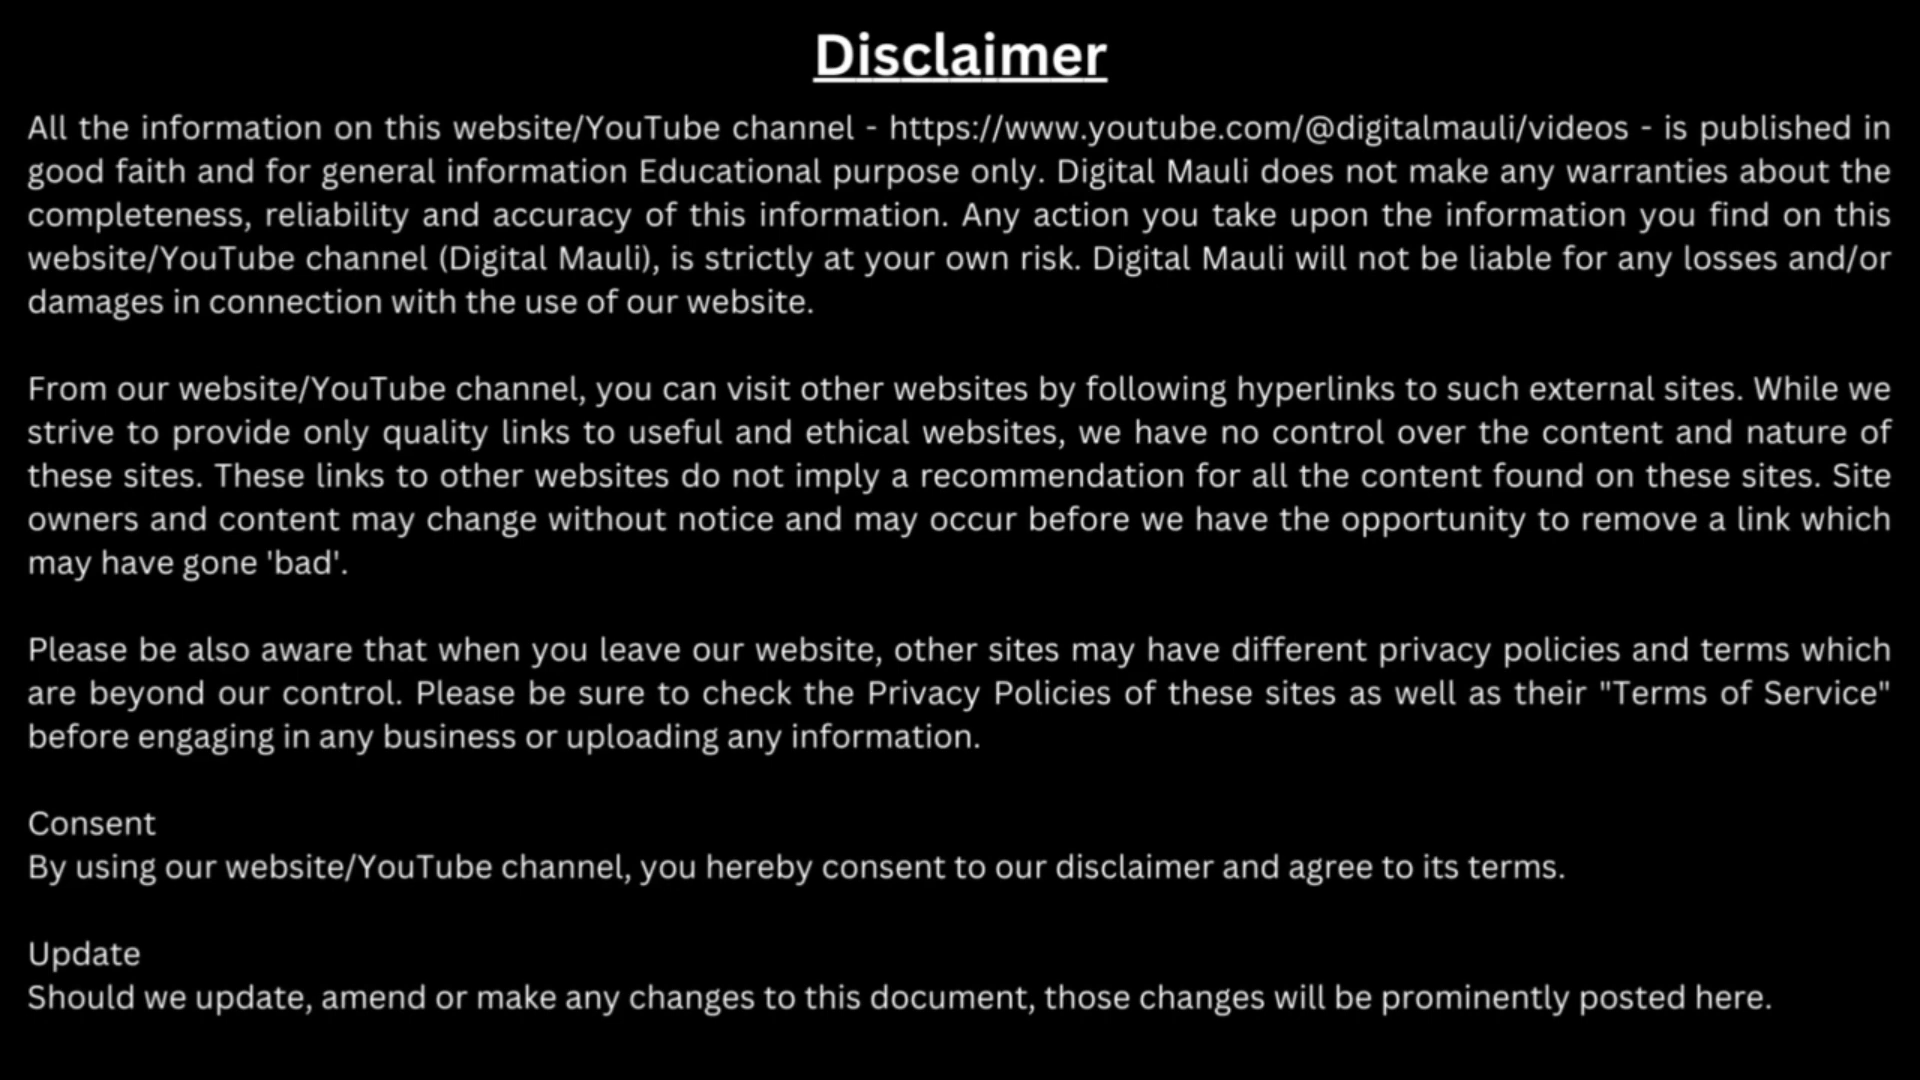 Disclaimer
All the information on this website/YouTube channel - https://www.youtube.com/@digitalmauli/videos - is published in
good faith and for general information Educational purpose only. Digital Mauli does not make any warranties about the
completeness, reliability and accuracy of this information. Any action you take upon the information you find on this
website/YouTube channel (Digital Mauli), is strictly at your own risk. Digital Mauli will not be liable for any losses and/or
damages in connection with the use of our website.
From our website/YouTube channel, you can visit other websites by following hyperlinks to such external sites. While we
strive to provide only quality links to useful and ethical websites, we have no control over the content and nature of
these sites. These links to other websites do not imply a recommendation for all the content found on these sites. Site
owners and content may change without notice and may occur before we have the opportunity to remove a link which
may have gone 'bad'.
Please be also aware that when you leave our website, other sites may have different privacy policies and terms which
are beyond our control. Please be sure to check the Privacy Policies of these sites as well as their "Terms of Service"
before engaging in any business or uploading any information.
Consent
By using our website/YouTube channel, you hereby consent to our disclaimer and agree to its terms.
Update
Should we update, amend or make any changes to this document, those changes will be prominently posted here.